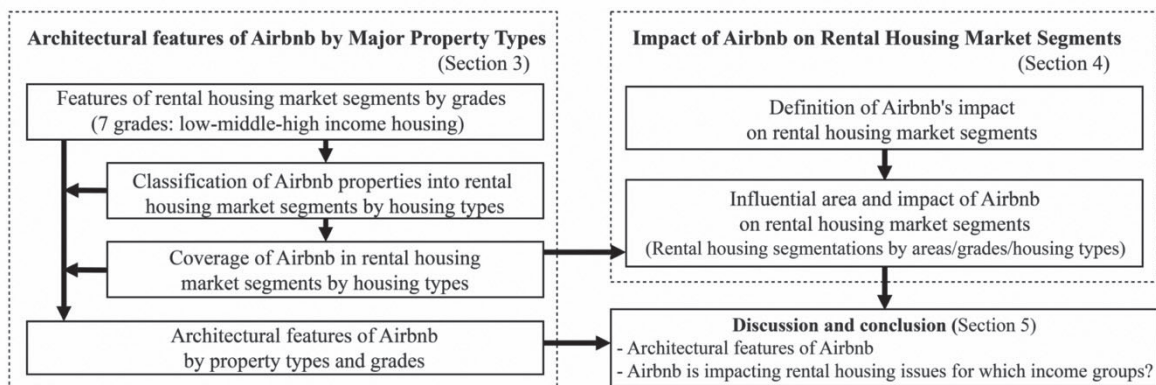 Architectural features of Airbnb by Major Property Types
(Section 3)
Features of rental housing market segments by grades
(7 grades: low-middle-high income housing)
Classification of Airbnb properties into rental
housing market segments by housing types
Coverage of Airbnb in rental housing
market segments by housing types
Architectural features of Airbnb
by property types and grades
Impact of Airbnb on Rental Housing Market Segments
(Section 4)
Definition of Airbnb's impact
on rental housing market segments
Influential area and impact of Airbnb
on rental housing market segments
(Rental housing segmentations by areas/grades/housing types)
Discussion and conclusion (Section 5)
- Architectural features of Airbnb
- Airbnb is impacting rental housing issues for which income groups?